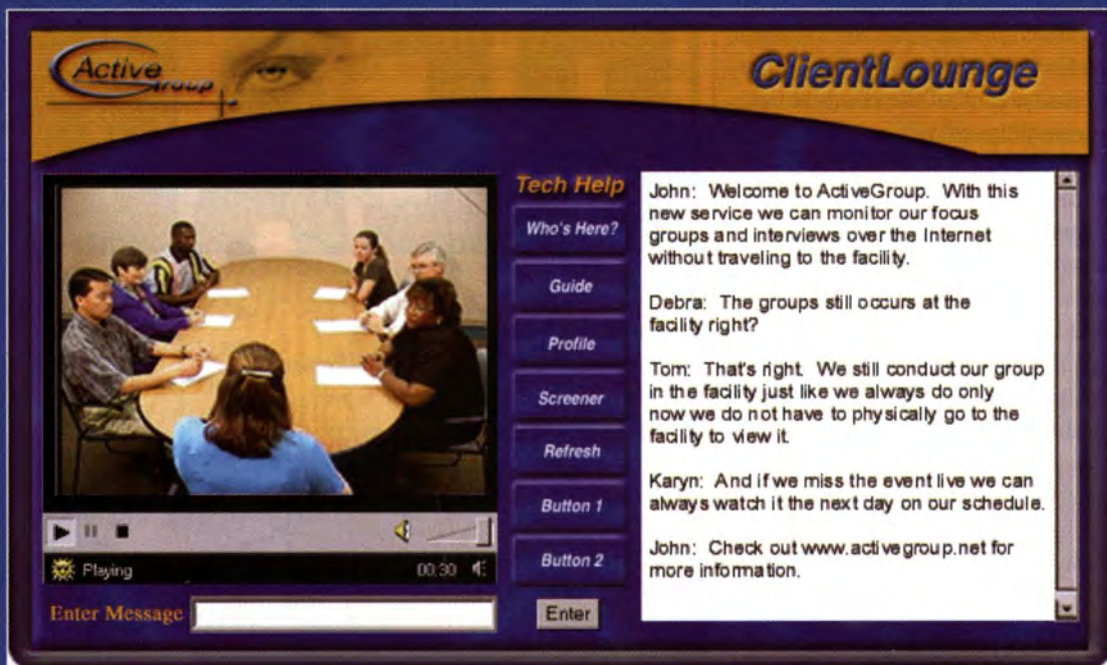 Active
Group
ClientLounge
Tech Help
Who's Here?
Guide
Profile
Screener
Refresh
Button 1
Button 2
John: Welcome to ActiveGroup. With this
new service we can monitor our focus
groups and interviews over the Internet
without traveling to the facility.
Debra: The groups still occurs at the
facility right?
Tom: That's right. We still conduct our group
in the facility just like we always do only
now we do not have to physically go to the
facility to view it.
Karyn: And if we miss the event live we can
always watch it the next day on our schedule.
John: Check out www.activegroup.net for
more information.
Playing
00:30
Enter Message
Enter